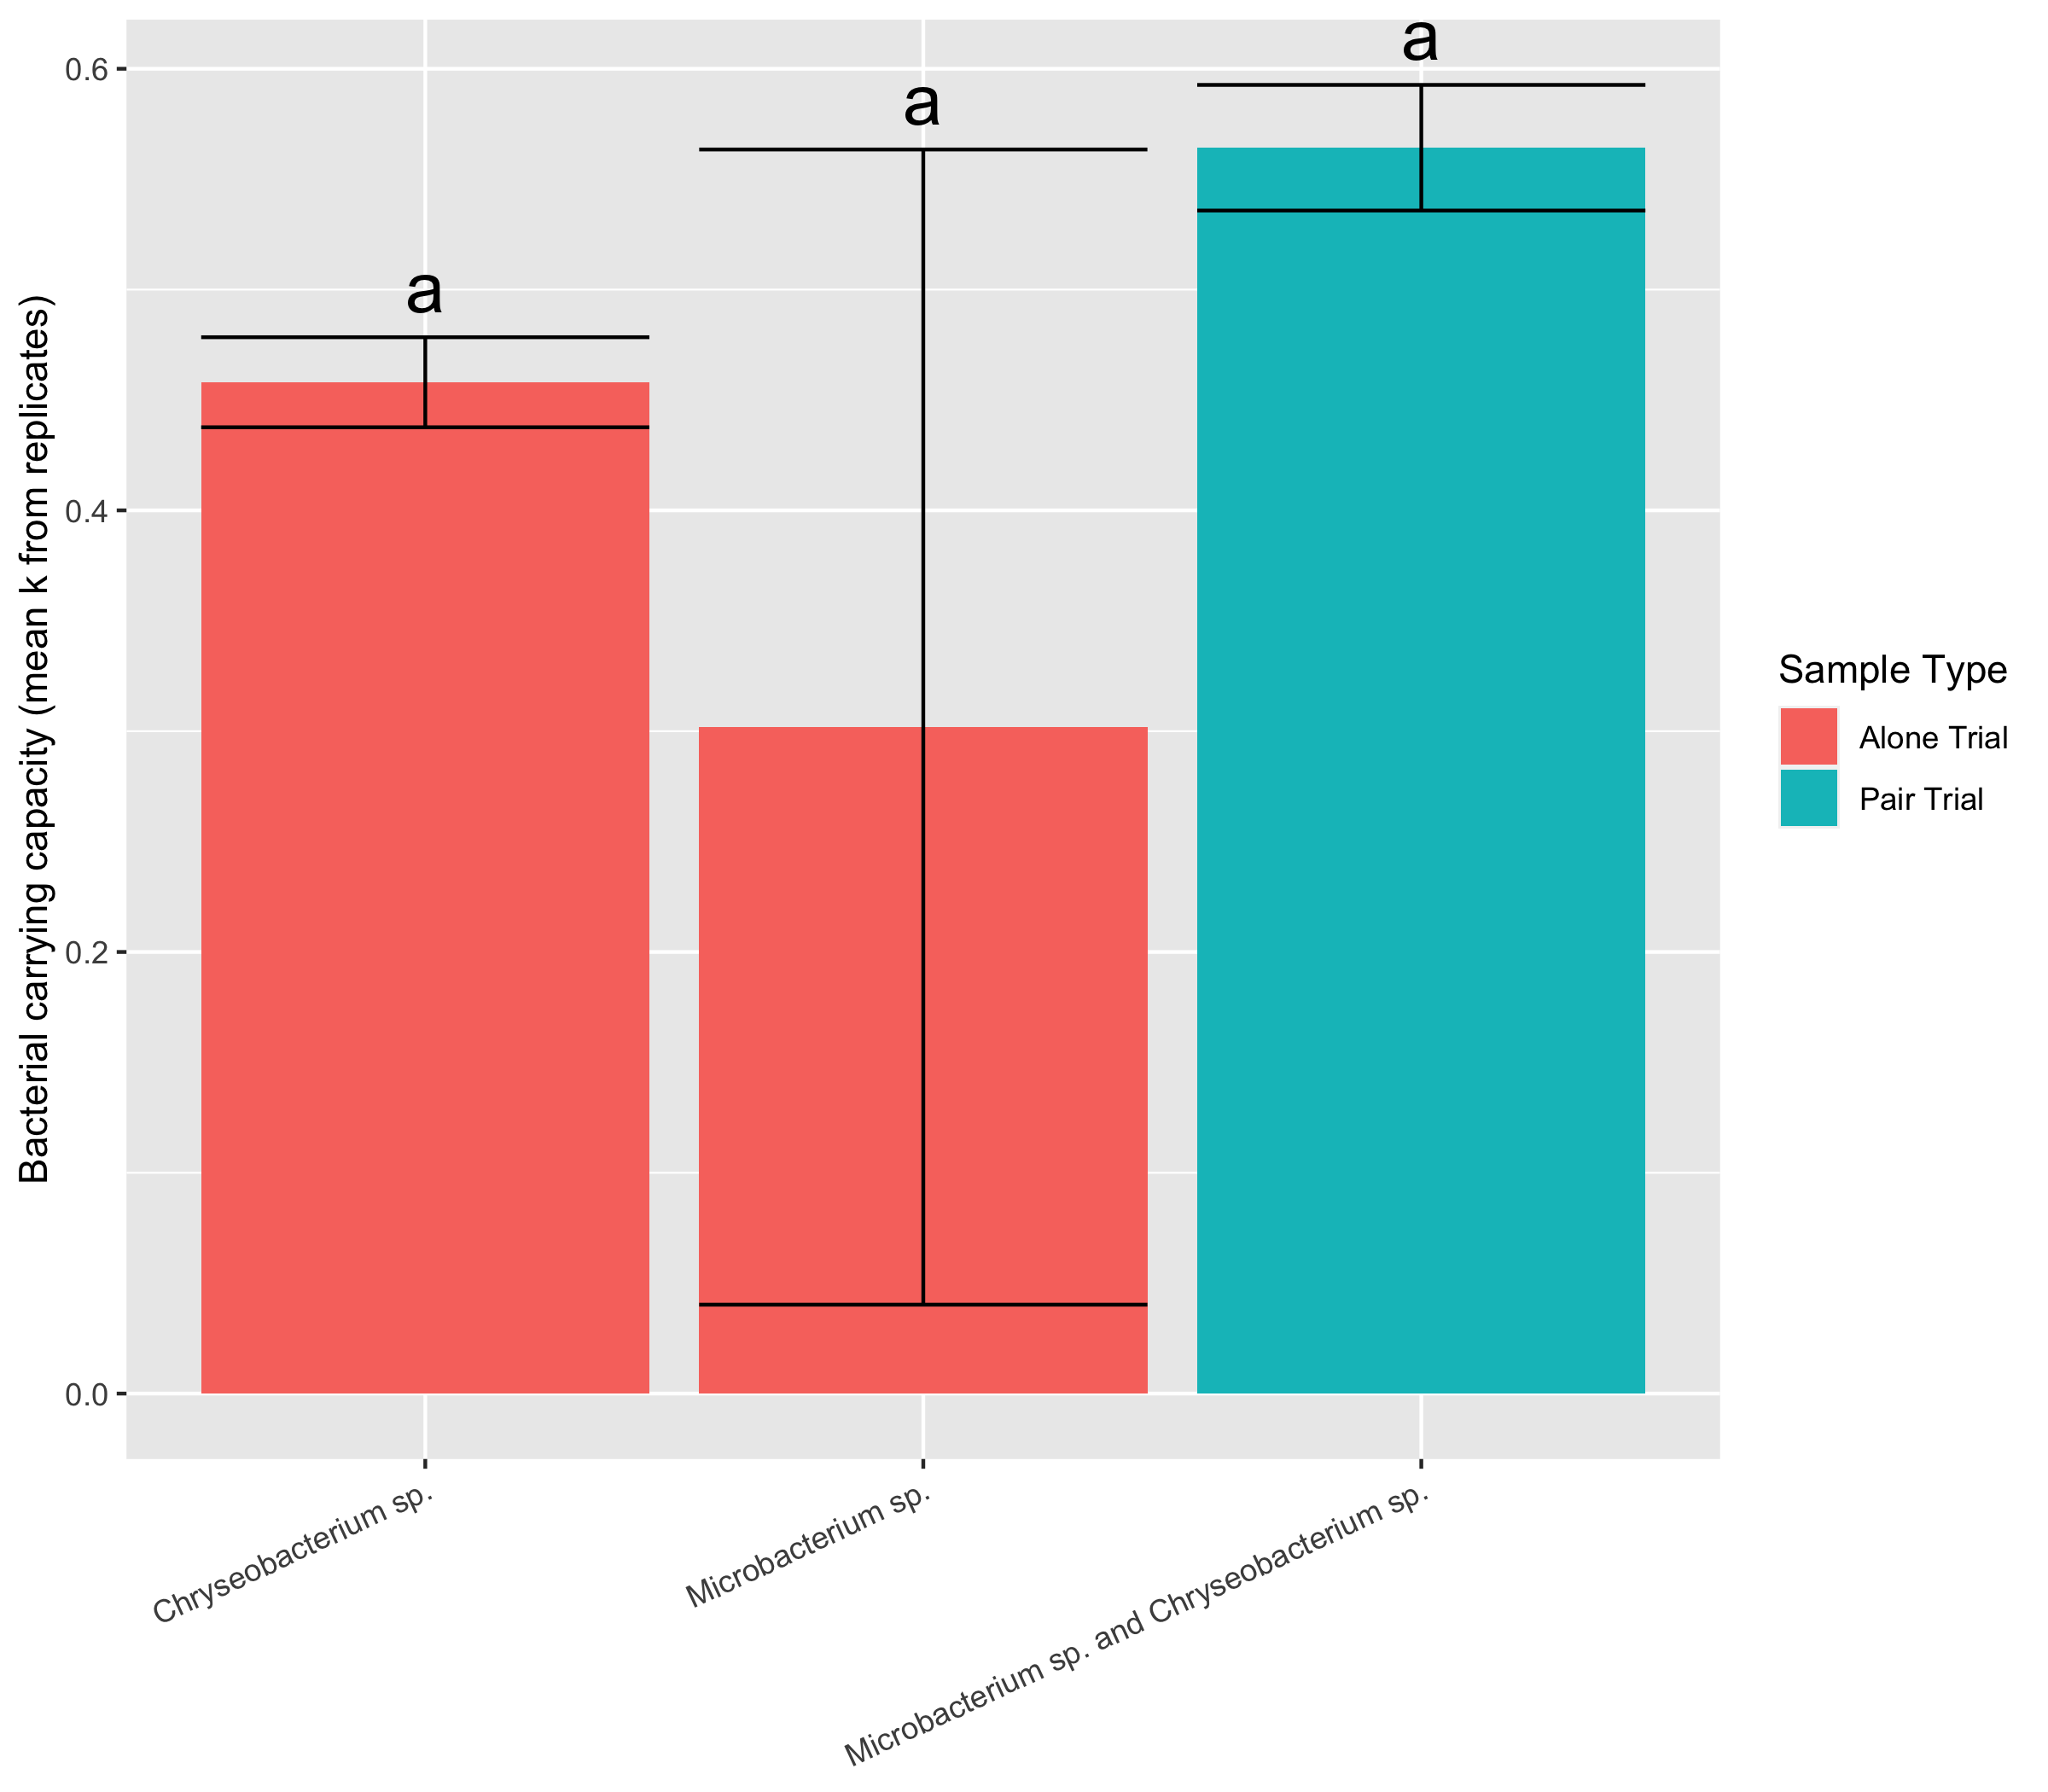 Bacterial carrying capacity (mean k from replicates)
0.6
0.4
0.2
0.0
a
a
a
Chryseobacterium sp.
Microbacterium sp.
Microbacterium sp. and Chryseobacterium sp.
Sample Type
Alone Trial
Pair Trial